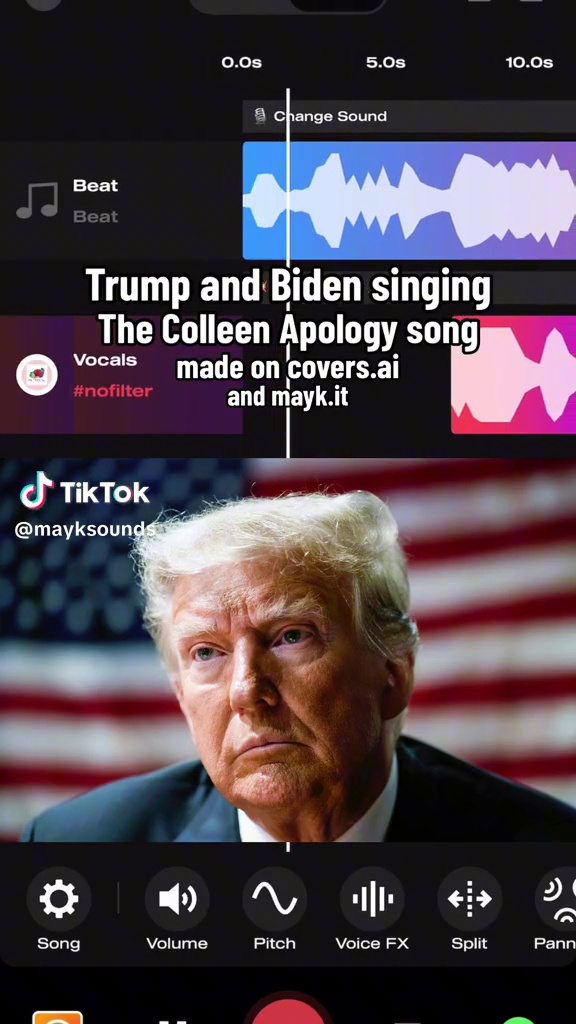 0.0s 5.0s 10.0s
Change Sound
Beat
Beat
Trump and Biden singing
The Colleen Apology song
made on covers.ai
and mayk.it
Vocals
#nofilter
TikTok
@mayksounds
Song Volume Pitch Voice FX Split Pann